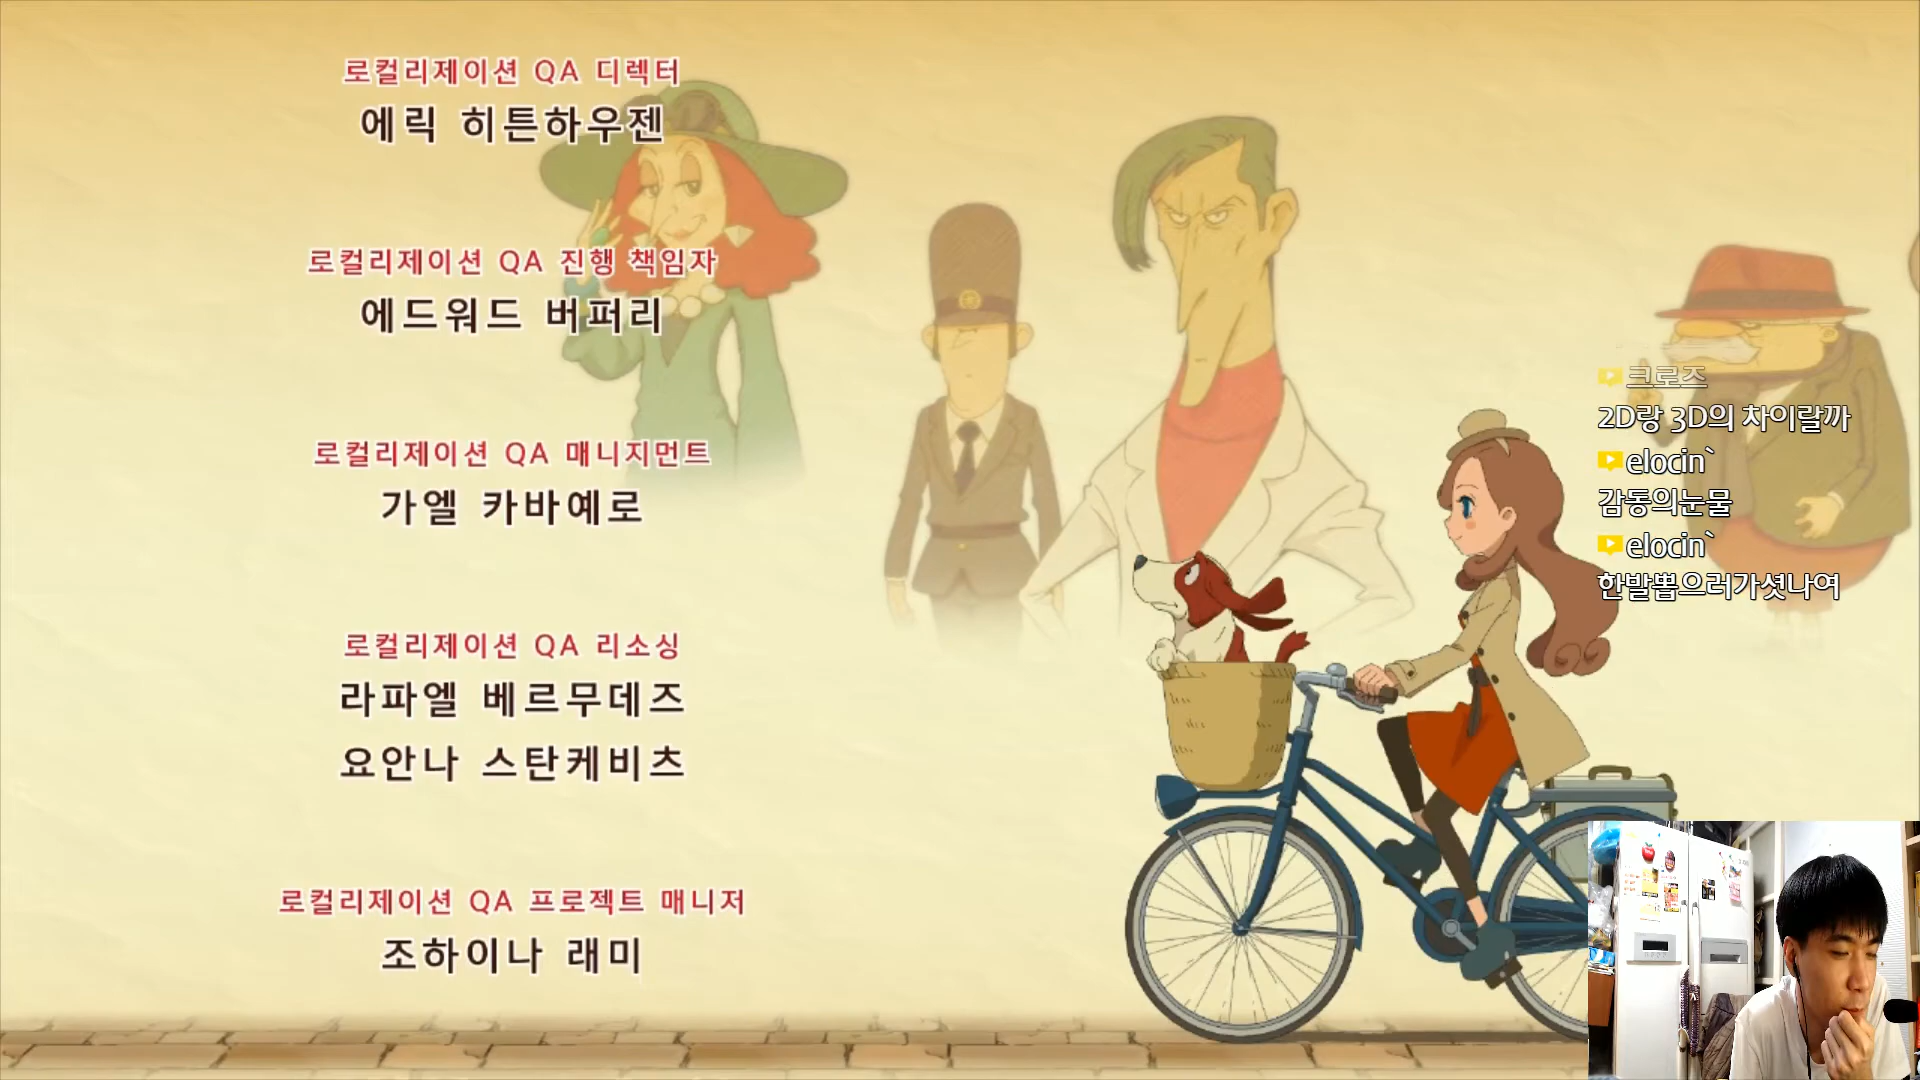 로컬리제이션 QA 디렉터
에릭 히튼하우젠
로컬리제이션 QA 진행 책임자
에드워드 버퍼리
로컬리제이션 QA 매니지먼트
가엘 카바예로
로컬리제이션 QA 리소싱
라파엘 베르무데즈
요안나 스탄케비츠
로컬리제이션 QA 프로젝트 매니저
조하이나 래미
크로즈
2D랑 3D의 차이랄까
elocin`
감동의눈물
elocin`
한발뽑으러가셧나여